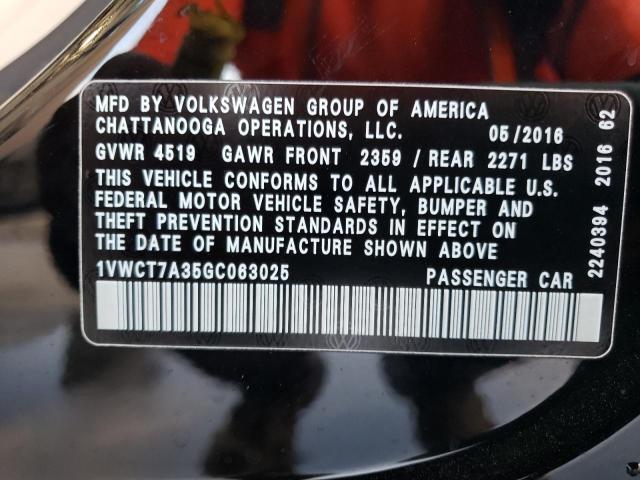 MFD BY VOLKSWAGEN GROUP OF AMERICA
CHATTANOOGA OPERATIONS, LLC. 05/2016
GVWR 4519 GAWR FRONT 2359 / REAR 2271 LBS
THIS VEHICLE CONFORMS TO ALL APPLICABLE U.S.
FEDERAL MOTOR VEHICLE SAFETY, BUMPER AND
THEFT PREVENTION STANDARDS IN EFFECT ON
THE DATE OF MANUFACTURE SHOWN ABOVE
1VWCT7A35GC063025 PASSENGER CAR
2240394 2016 62